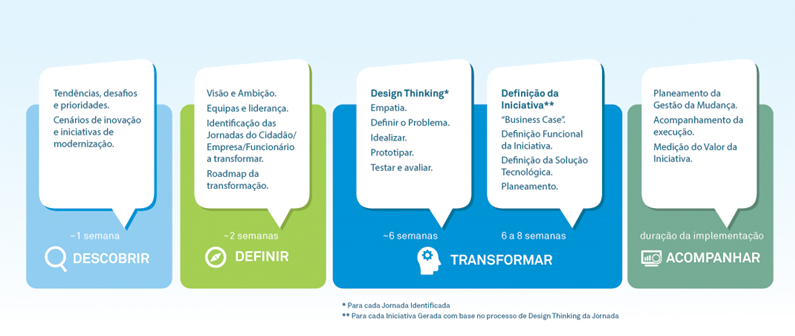 Tendências, desafios
e prioridades.
Cenários de inovação
e iniciativas de
modernização.
~1 semana
DESCOBRIR
Visão e Ambição.
Equipas e liderança.
Identificação das
Jornadas do Cidadão/
Empresa/Funcionário
a transformar.
Roadmap da
transformação.
~2 semanas
DEFINIR
Design Thinking*
Empatia.
Definir o Problema.
Idealizar.
Prototipar.
Testar e avaliar.
~6 semanas
Definição da
Iniciativa**
“Business Case”.
Definição Funcional
da Iniciativa.
Definição da Solução
Tecnológica.
Planeamento.
6 a 8 semanas
TRANSFORMAR
Planeamento da
Gestão da Mudança.
Acompanhamento da
execução.
Medição do Valor da
Iniciativa.
duração da implementação
ACOMPANHAR
* Para cada Jornada Identificada
** Para cada Iniciativa Gerada com base no processo de Design Thinking da Jornada